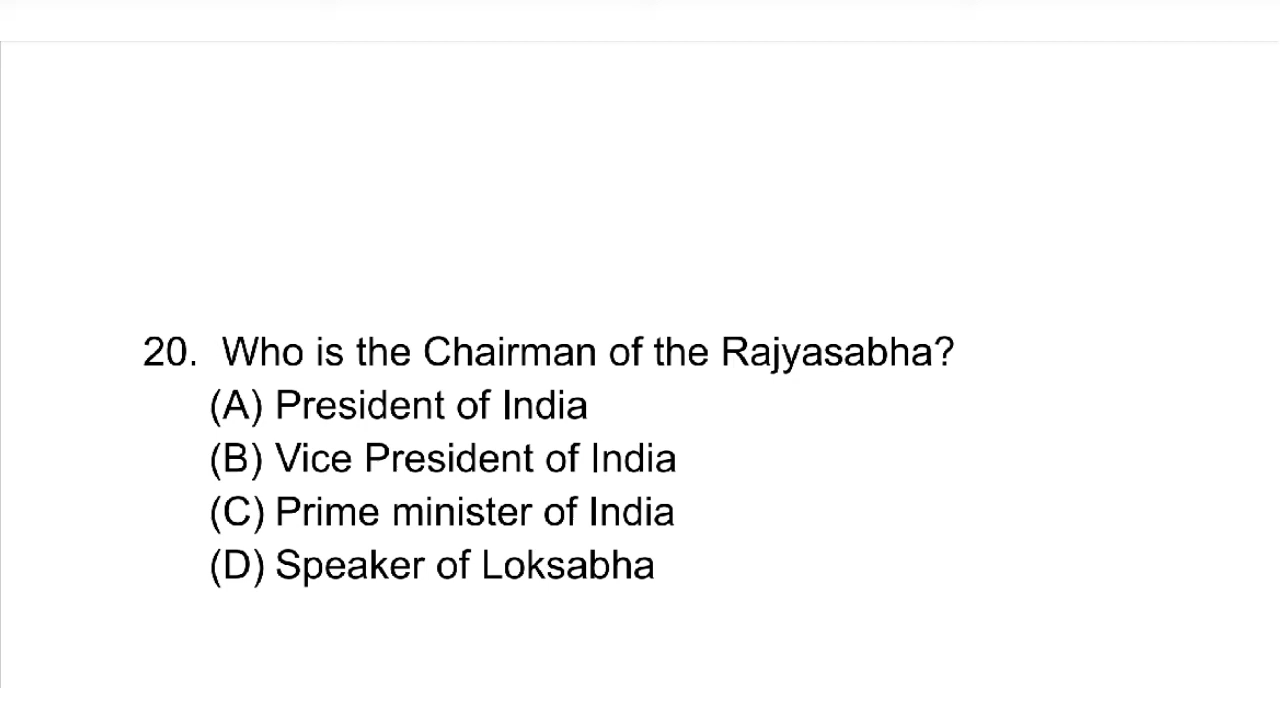 20. Who is the Chairman of the Rajyasabha?
(A) President of India
(B) Vice President of India
(C) Prime minister of India
(D) Speaker of Loksabha